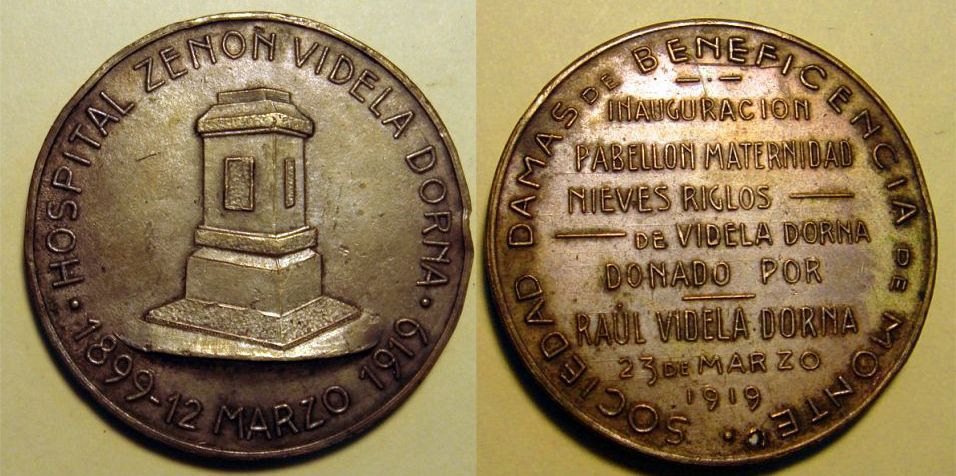 HOSPITAL ZENON VIDELA DORNA
1899-12 MARZO 1919
SOCIEDAD DAMAS DE BENEFICENCIA DE MONTE
INAUGURACION
PABELLON MATERNIDAD
NIEVES RIGLOS —
— DE VIDELA DORNA
DONADO POR
RAÚL VIDELA DORNA
23 DE MARZO
1919